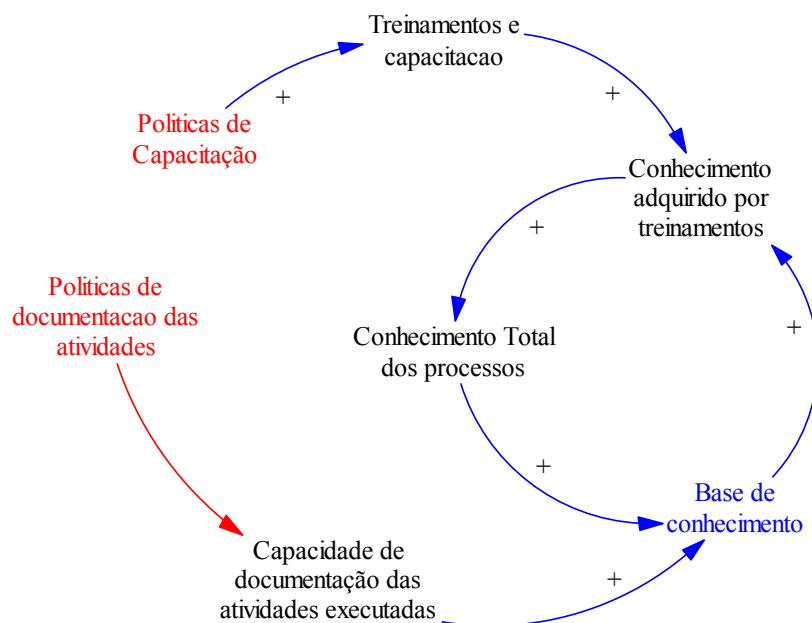 Treinamentos e
capacitacao
+
+
Politicas de
Capacitação
Conhecimento
adquirido por
treinamentos
+
Politicas de
documentacao das
atividades
Conhecimento Total
dos processos
+
+
Base de
conhecimento
Capacidade de
documentação das
atividades executadas
+